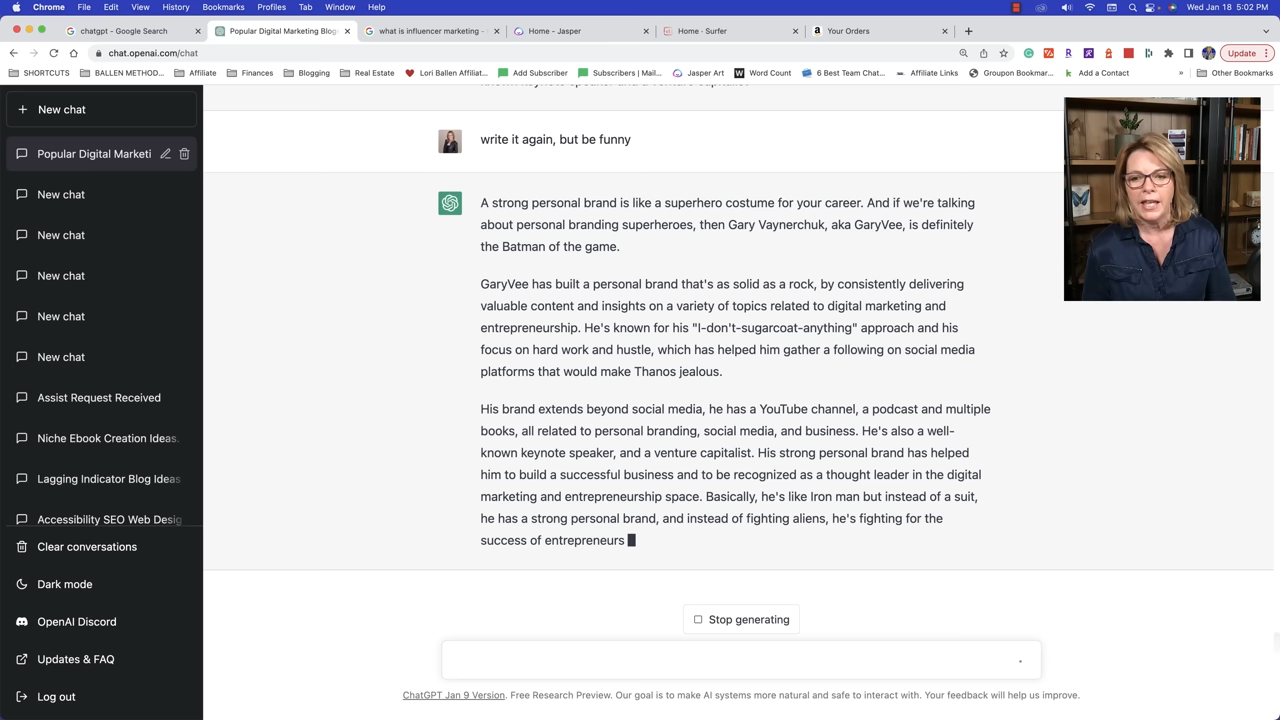 Chrome File Edit View History Bookmarks Profiles Tab Window Help
Wed Jan 18 5:02 PM
chatgpt - Google Search
Popular Digital Marketing Blog
what is influencer marketing -
Home - Jasper
Home · Surfer
Your Orders
chat.openai.com/chat
Update
SHORTCUTS BALLEN METHOD... Affiliate Finances Blogging Real Estate Lori Ballen Affiliat... Add Subscriber Subscribers | Mail... Jasper Art Word Count 6 Best Team Chat... Affiliate Links Groupon Bookmar... Add a Contact » Other Bookmarks
New chat
Popular Digital Marketi
New chat
New chat
New chat
New chat
New chat
Assist Request Received
Niche Ebook Creation Ideas.
Lagging Indicator Blog Ideas
Accessibility SEO Web Desig
Clear conversations
Dark mode
OpenAI Discord
Updates & FAQ
Log out
write it again, but be funny
A strong personal brand is like a superhero costume for your career. And if we're talking
about personal branding superheroes, then Gary Vaynerchuk, aka GaryVee, is definitely
the Batman of the game.
GaryVee has built a personal brand that's as solid as a rock, by consistently delivering
valuable content and insights on a variety of topics related to digital marketing and
entrepreneurship. He's known for his "I-don't-sugarcoat-anything" approach and his
focus on hard work and hustle, which has helped him gather a following on social media
platforms that would make Thanos jealous.
His brand extends beyond social media, he has a YouTube channel, a podcast and multiple
books, all related to personal branding, social media, and business. He's also a well-
known keynote speaker, and a venture capitalist. His strong personal brand has helped
him to build a successful business and to be recognized as a thought leader in the digital
marketing and entrepreneurship space. Basically, he's like Iron man but instead of a suit,
he has a strong personal brand, and instead of fighting aliens, he's fighting for the
success of entrepreneurs
Stop generating
ChatGPT Jan 9 Version. Free Research Preview. Our goal is to make AI systems more natural and safe to interact with. Your feedback will help us improve.